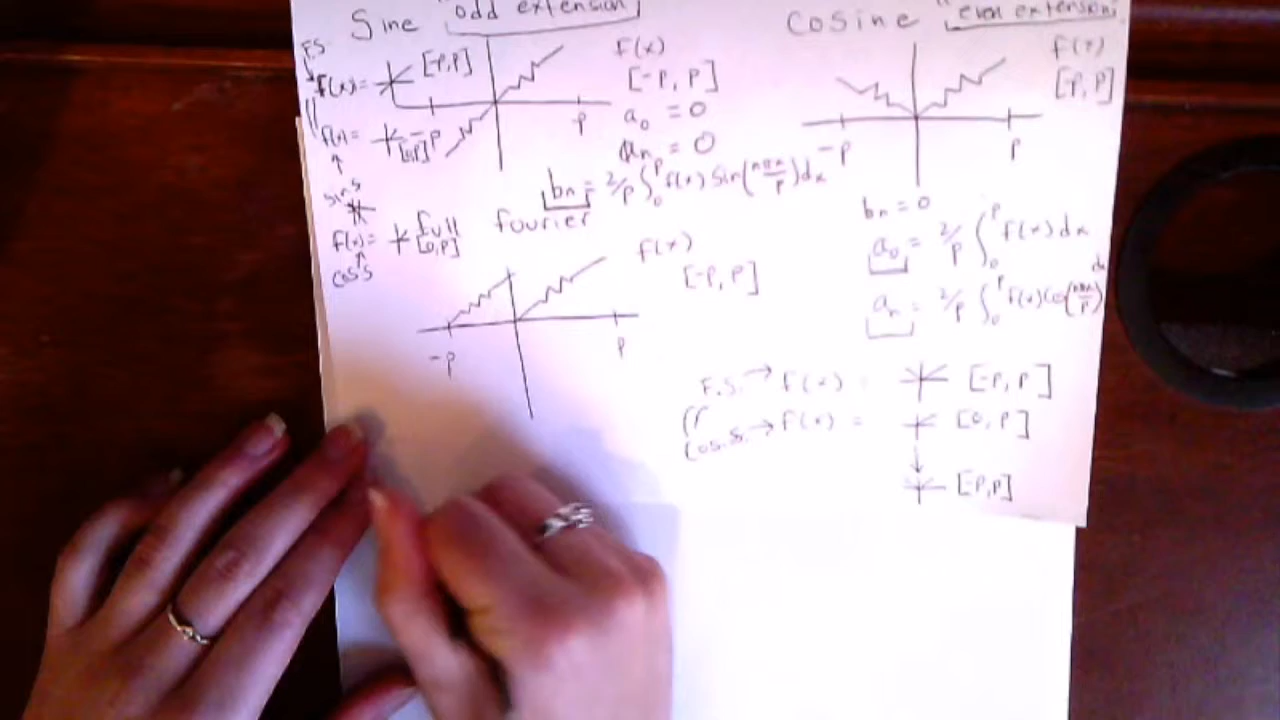 Sine "odd extension"
F.S
f(x) = [-P,P]
f(x) = [0,P]
sin s
f(x) = [0,P]
cos s
f(x)
[-P, P]
a₀ = 0
aₙ = 0
bₙ = 2/P ∫₀ᴾ f(x) sin(nπx/P) dx
-P P
full fourier
f(x)
[-P, P]
-P P
Cosine "even extension"
f(x)
[-P, P]
-P P
bₙ = 0
a₀ = 2/P ∫₀ᴾ f(x) dx
aₙ = 2/P ∫₀ᴾ f(x) cos(nπx/P) dx
F.S. → f(x) = [-P, P]
cos.s. → f(x) = [0, P]
↓
[-P,P]